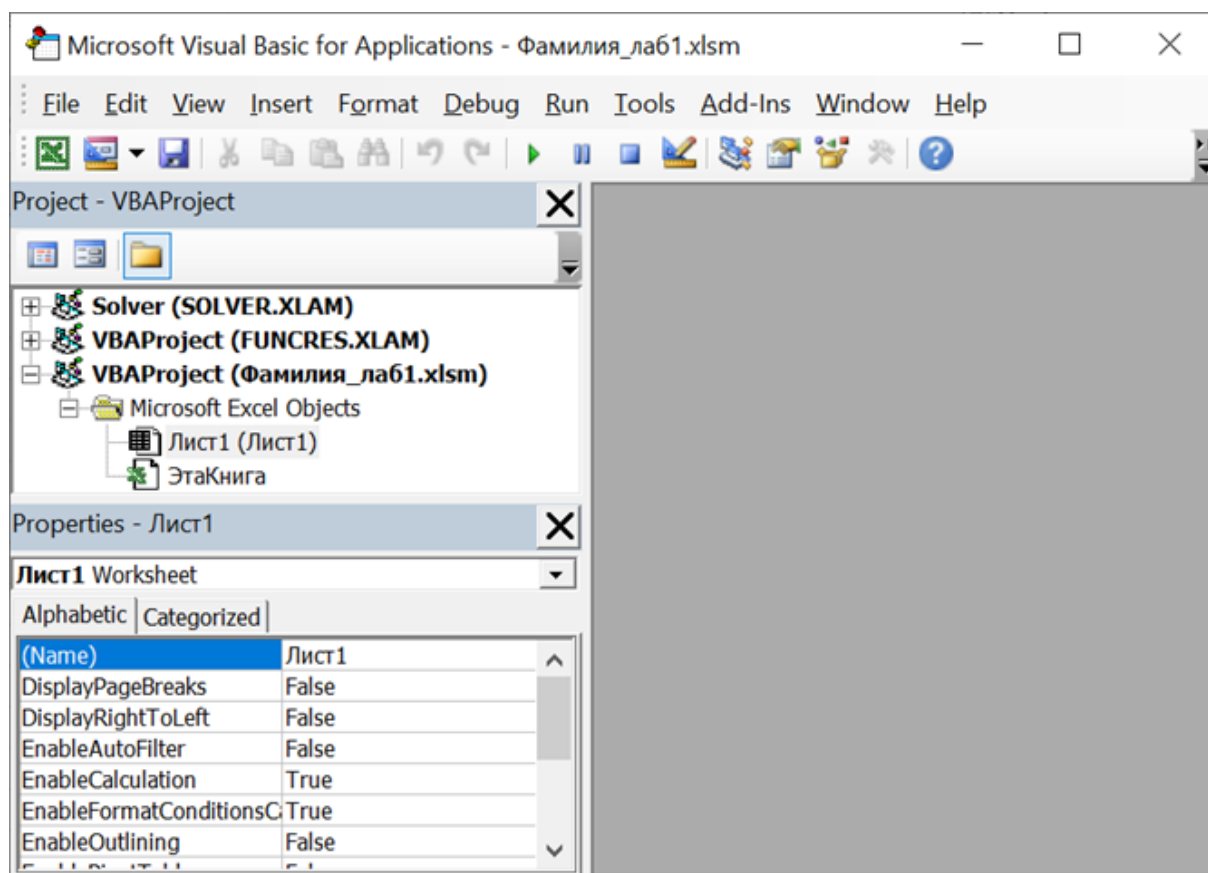 Microsoft Visual Basic for Applications - Фамилия_лаб1.xlsm
File Edit View Insert Format Debug Run Tools Add-Ins Window Help
Project - VBAProject
Solver (SOLVER.XLAM)
VBAProject (FUNCRES.XLAM)
VBAProject (Фамилия_лаб1.xlsm)
Microsoft Excel Objects
Лист1 (Лист1)
ЭтаКнига
Properties - Лист1
Лист1 Worksheet
Alphabetic Categorized
(Name) Лист1
DisplayPageBreaks False
DisplayRightToLeft False
EnableAutoFilter False
EnableCalculation True
EnableFormatConditionsC True
EnableOutlining False